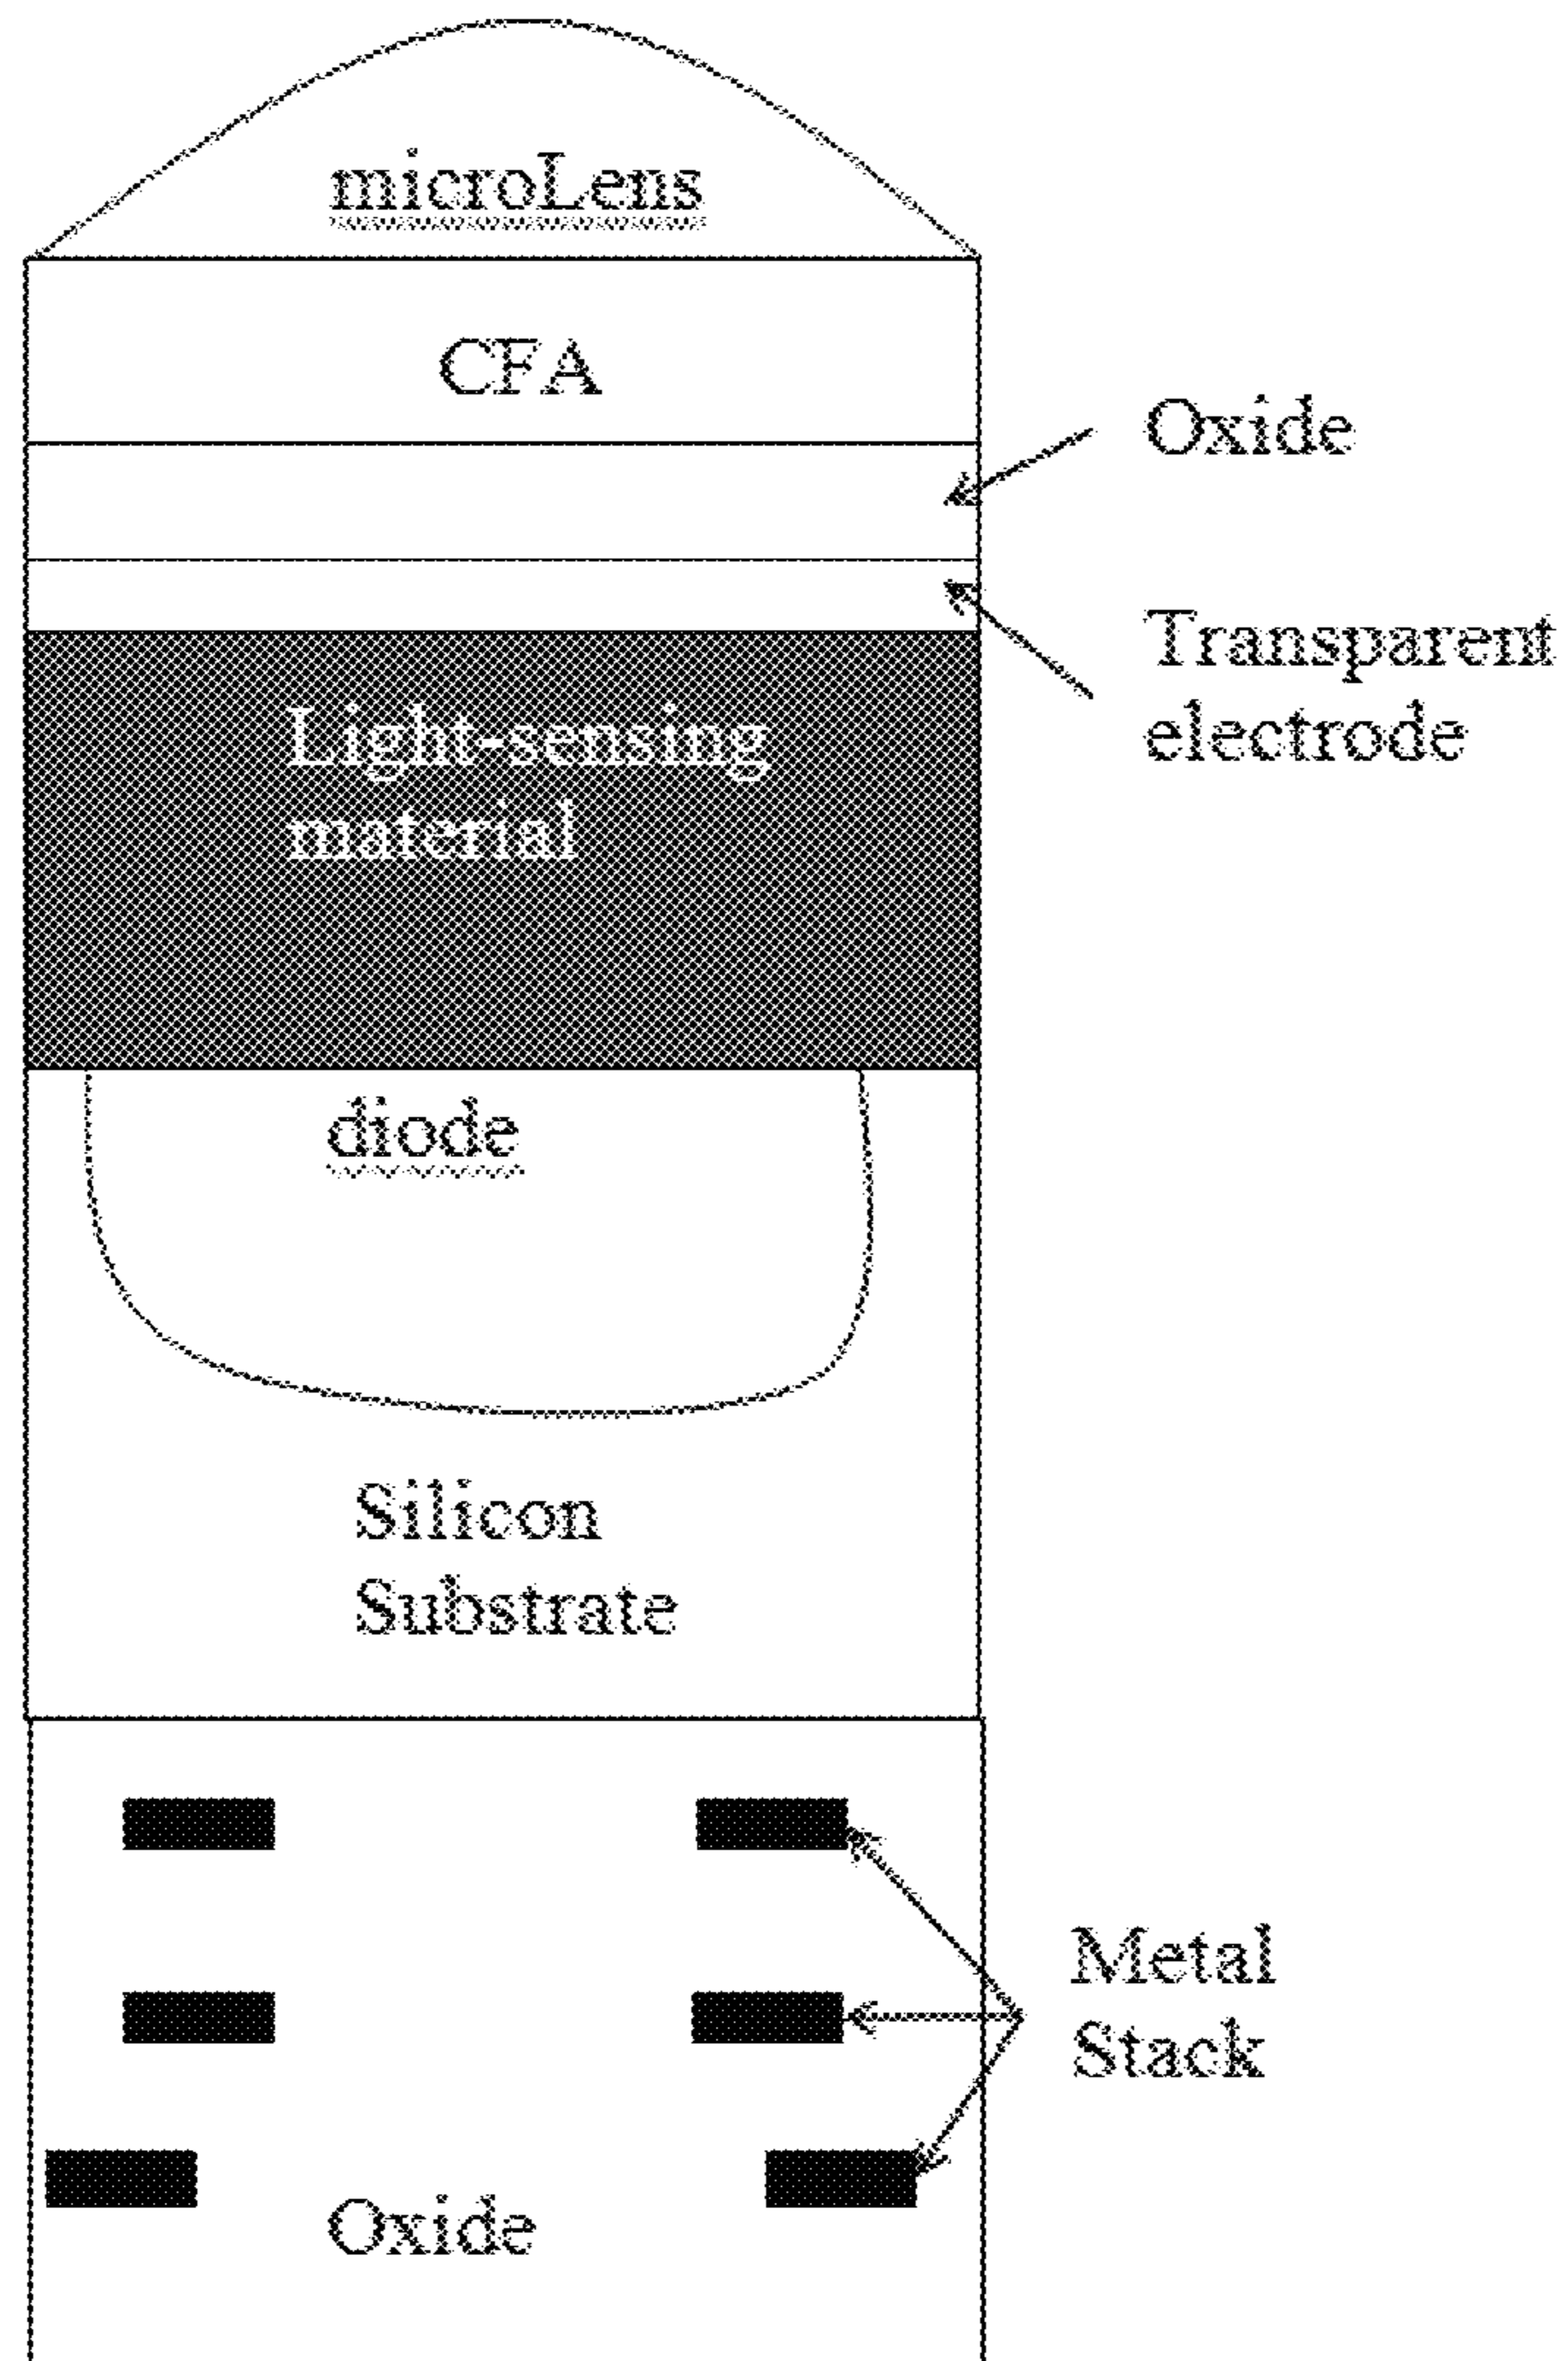 microLens
CFA
Oxide
Transparent
electrode
Light-sensing
material
diode
Silicon
Substrate
Metal
Stack
Oxide